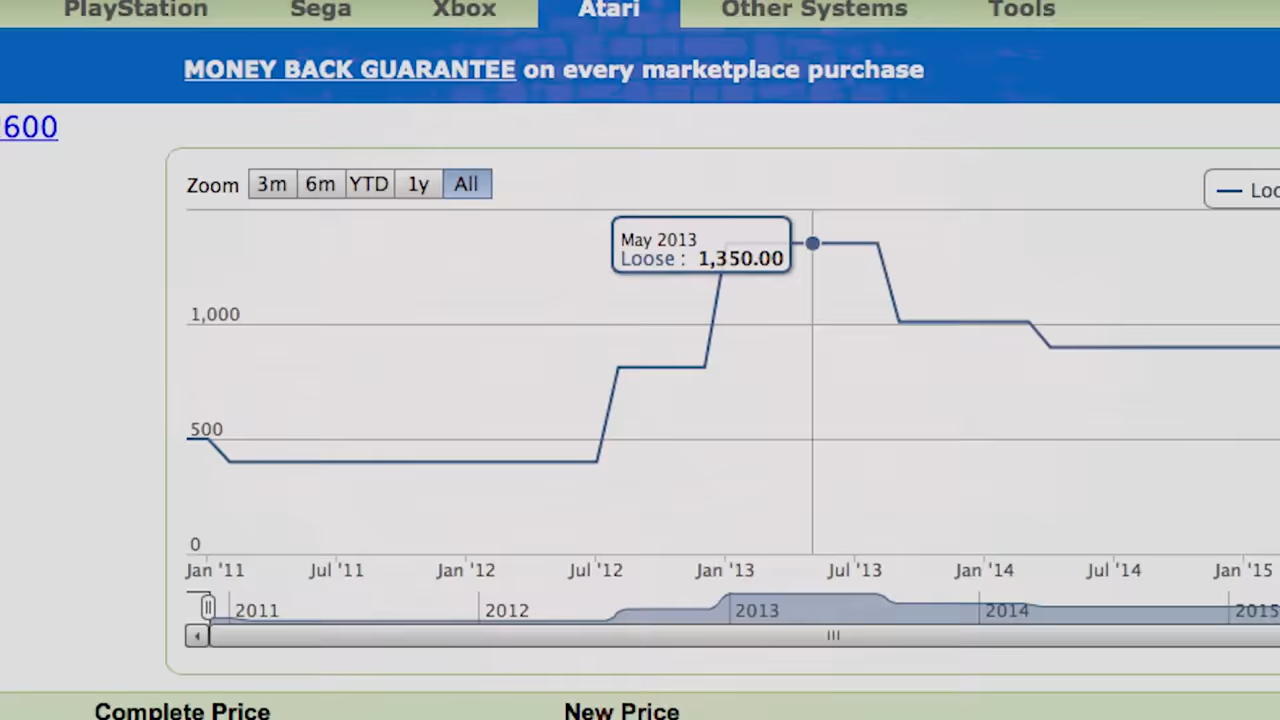 PlayStation Sega Xbox Atari Other Systems Tools
MONEY BACK GUARANTEE on every marketplace purchase
600
Zoom 3m 6m YTD 1y All
Loo
May 2013
Loose : 1,350.00
1,000
500
0
Jan '11 Jul '11 Jan '12 Jul '12 Jan '13 Jul '13 Jan '14 Jul '14 Jan '15
2011 2012 2013 2014 2015
Complete Price New Price